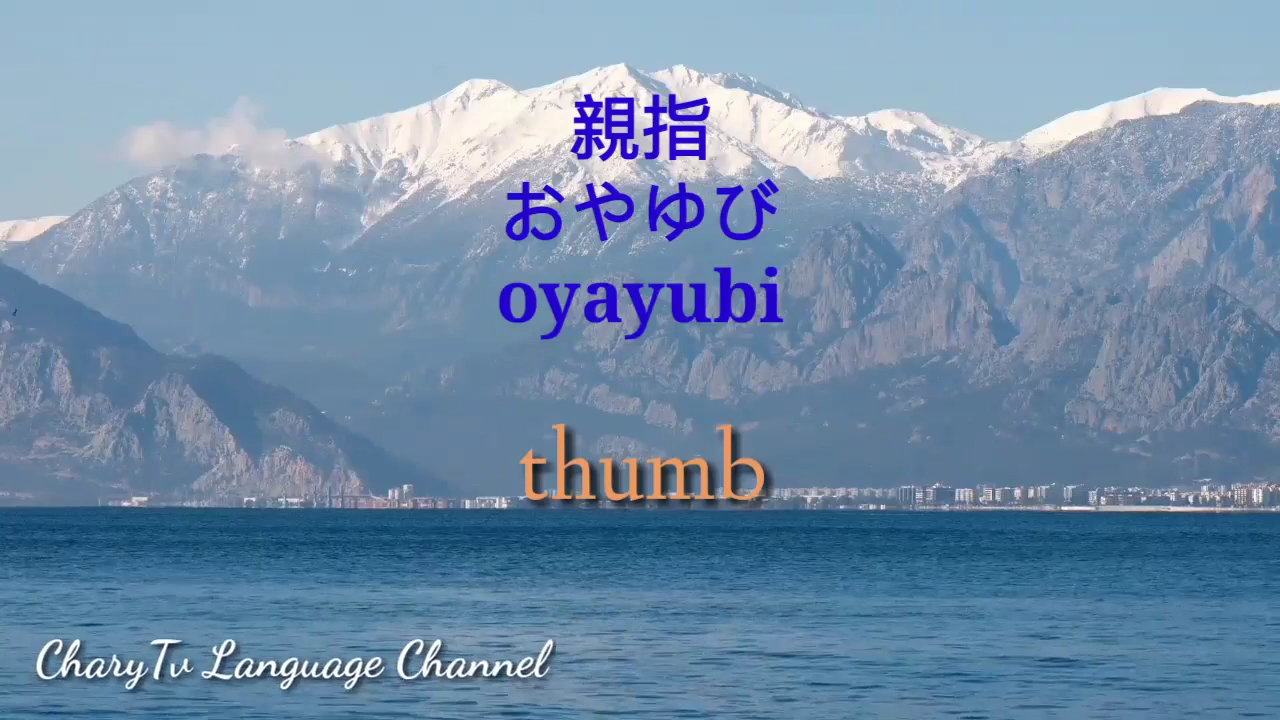 親指
おやゆび
oyayubi
thumb
CharyTv Language Channel